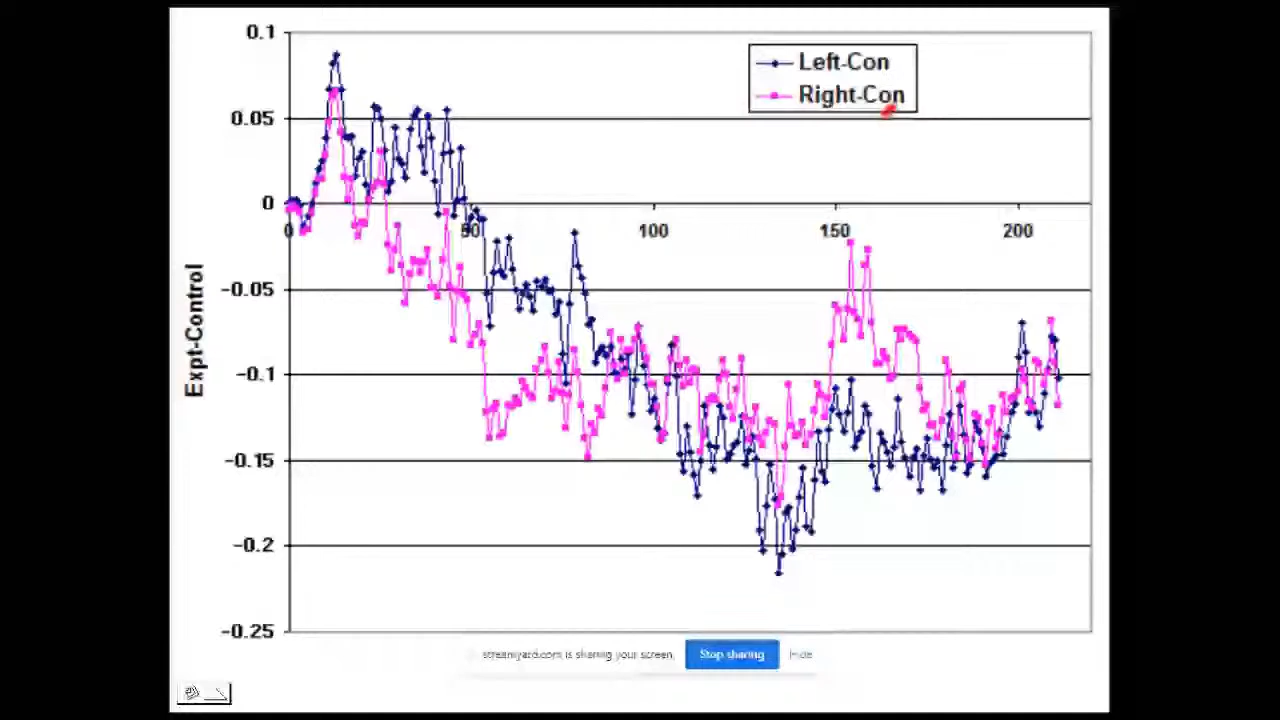 0.1
Left-Con
Right-Con
0.05
0
0
50
100
150
200
Expt-Control
-0.05
-0.1
-0.15
-0.2
-0.25
streamyard.com is sharing your screen.
Stop sharing
Hide